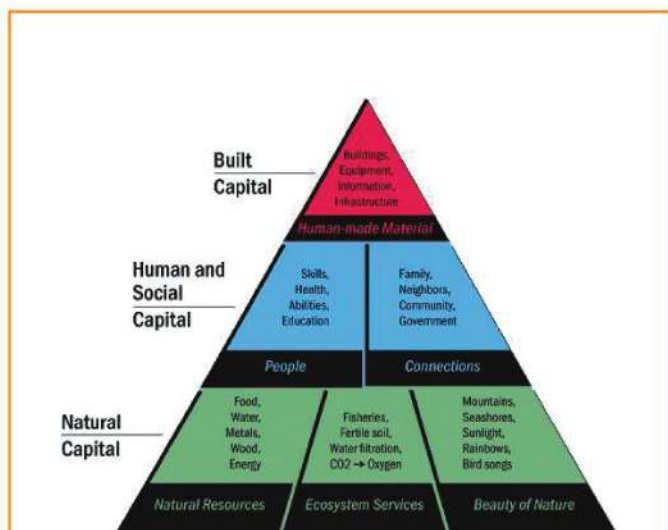 Built
Capital
Buildings,
Equipment,
Information,
Infrastructure
Human-made Material
Human and
Social
Capital
Skills,
Health,
Abilities,
Education
People
Family,
Neighbors,
Community,
Government
Connections
Natural
Capital
Food,
Water,
Metals,
Wood,
Energy
Natural Resources
Fisheries,
Fertile soil,
Water filtration,
CO2 → Oxygen
Ecosystem Services
Mountains,
Seashores,
Sunlight,
Rainbows,
Bird songs
Beauty of Nature